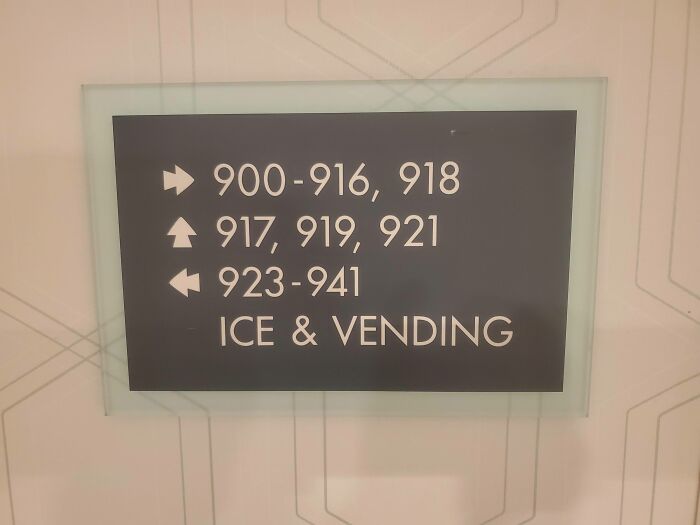 900-916, 918
917, 919, 921
923-941
ICE & VENDING